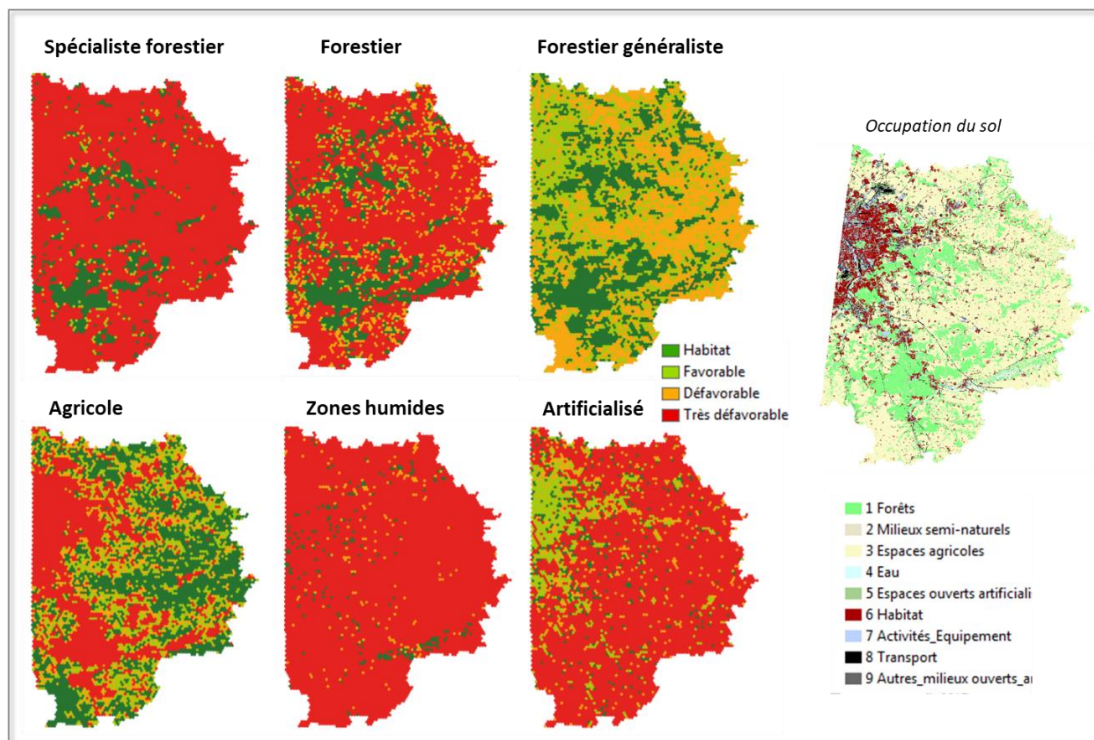 Spécialiste forestier
Forestier
Forestier généraliste
Occupation du sol
Habitat
Favorable
Défavorable
Très défavorable
Agricole
Zones humides
Artificialisé
1 Forêts
2 Milieux semi-naturels
3 Espaces agricoles
4 Eau
5 Espaces ouverts artificiali
6 Habitat
7 Activités_Equipement
8 Transport
9 Autres_milieux ouverts_a